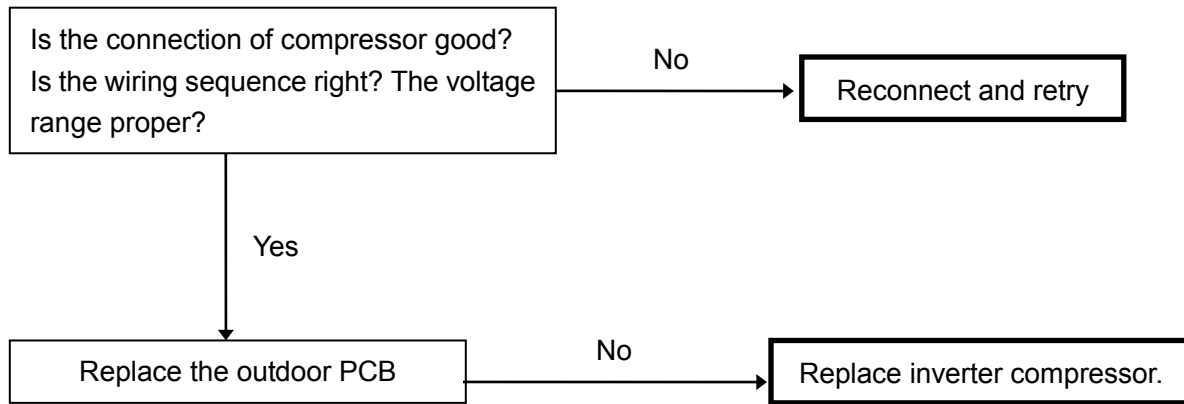 Is the connection of compressor good?
Is the wiring sequence right? The voltage
range proper?
No
Reconnect and retry
Yes
Replace the outdoor PCB
No
Replace inverter compressor.